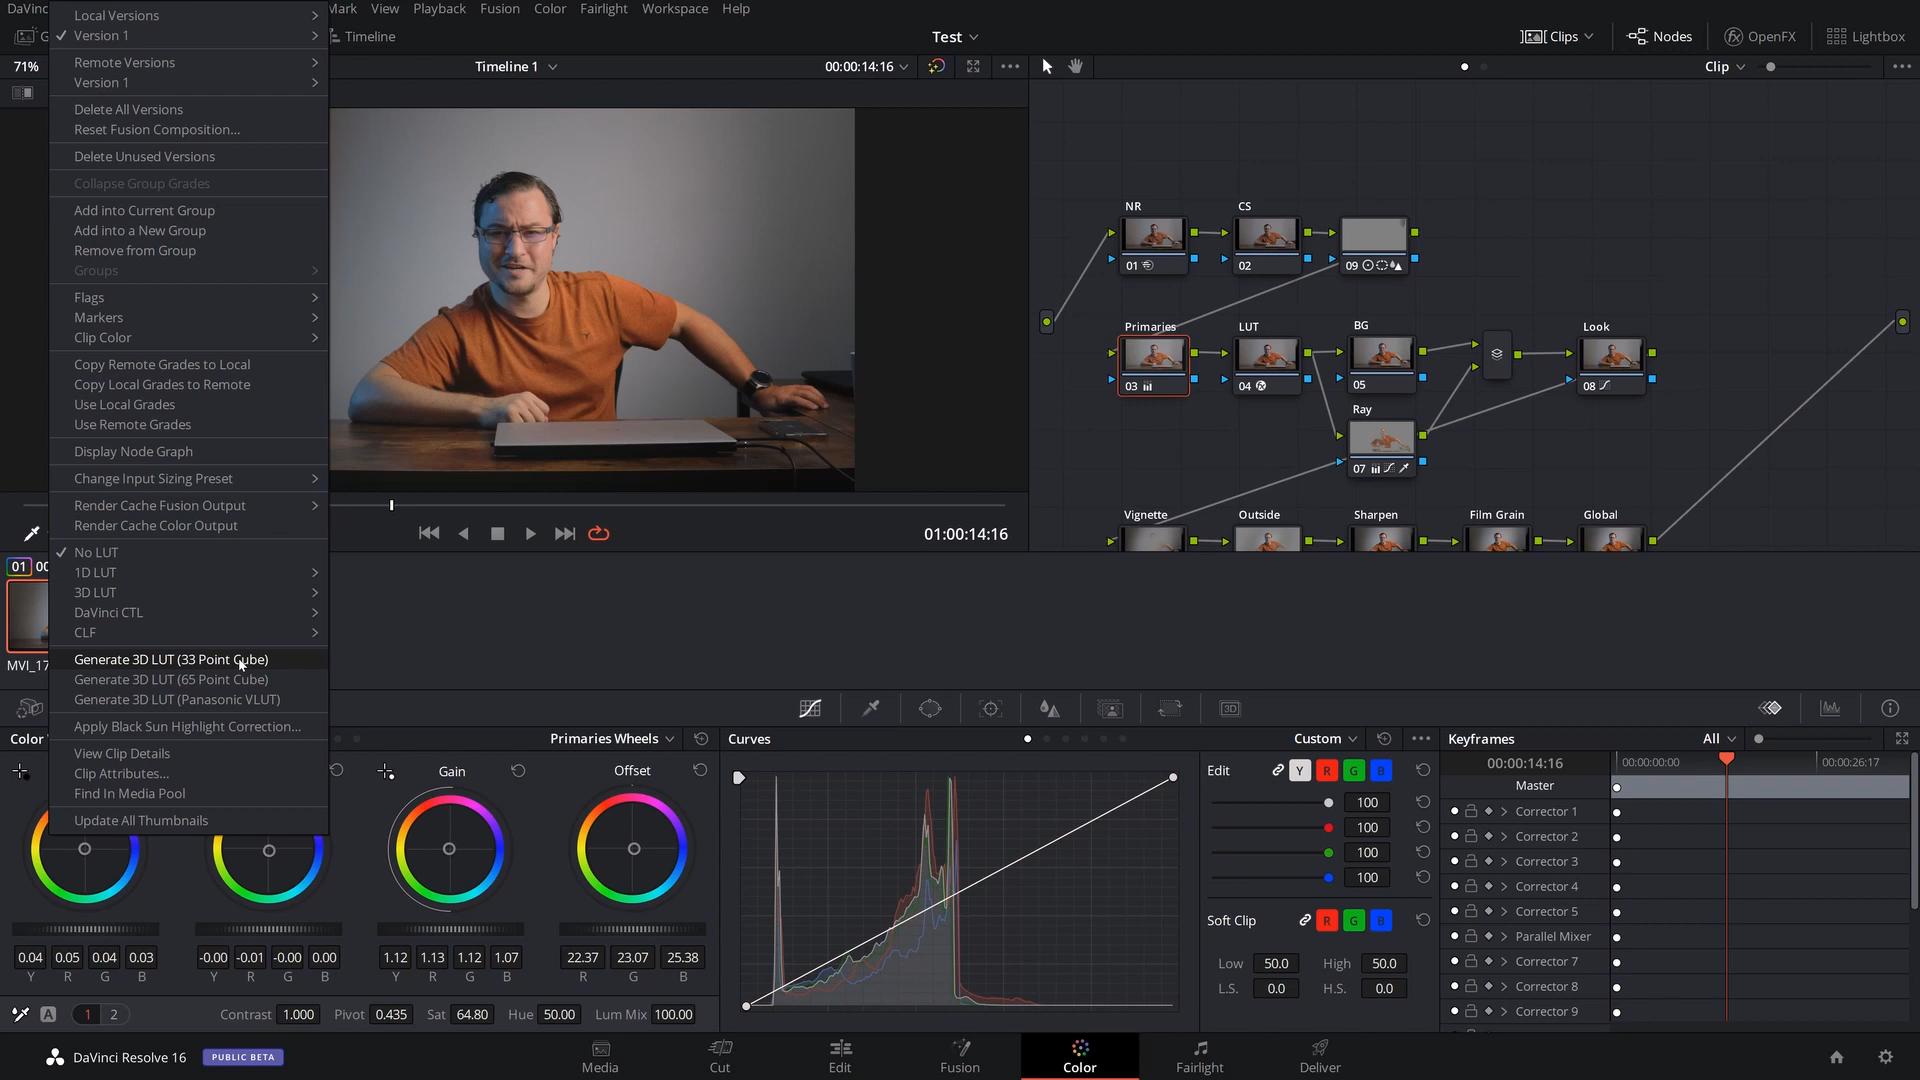 DaVinc
Mark
View
Playback
Fusion
Color
Fairlight
Workspace
Help
Local Versions
Version 1
Remote Versions
Version 1
Delete All Versions
Reset Fusion Composition...
Delete Unused Versions
Collapse Group Grades
Add into Current Group
Add into a New Group
Remove from Group
Groups
Flags
Markers
Clip Color
Copy Remote Grades to Local
Copy Local Grades to Remote
Use Local Grades
Use Remote Grades
Display Node Graph
Change Input Sizing Preset
Render Cache Fusion Output
Render Cache Color Output
No LUT
1D LUT
3D LUT
DaVinci CTL
CLF
Generate 3D LUT (33 Point Cube)
Generate 3D LUT (65 Point Cube)
Generate 3D LUT (Panasonic VLUT)
Apply Black Sun Highlight Correction...
View Clip Details
Clip Attributes...
Find In Media Pool
Update All Thumbnails
G
Timeline
Test
Clips
Nodes
OpenFX
Lightbox
71%
Timeline 1
00:00:14:16
Clip
NR
CS
01
02
09
Primaries
LUT
BG
Look
03
04
05
08
Ray
07
Vignette
Outside
Sharpen
Film Grain
Global
01:00:14:16
01 00
MVI_17
3D
Color
Primaries Wheels
Gain
Offset
0.04 0.05 0.04 0.03
Y R G B
-0.00 -0.01 -0.00 0.00
Y R G B
1.12 1.13 1.12 1.07
Y R G B
22.37 23.07 25.38
R G B
A
1 2
Contrast 1.000
Pivot 0.435
Sat 64.80
Hue 50.00
Lum Mix 100.00
Curves
Custom
Edit
Y R G B
100
100
100
100
Soft Clip
R G B
Low 50.0 High 50.0
L.S. 0.0 H.S. 0.0
Keyframes
All
00:00:14:16
00:00:00:00
00:00:26:17
Master
Corrector 1
Corrector 2
Corrector 3
Corrector 4
Corrector 5
Parallel Mixer
Corrector 7
Corrector 8
Corrector 9
DaVinci Resolve 16
PUBLIC BETA
Media
Cut
Edit
Fusion
Color
Fairlight
Deliver